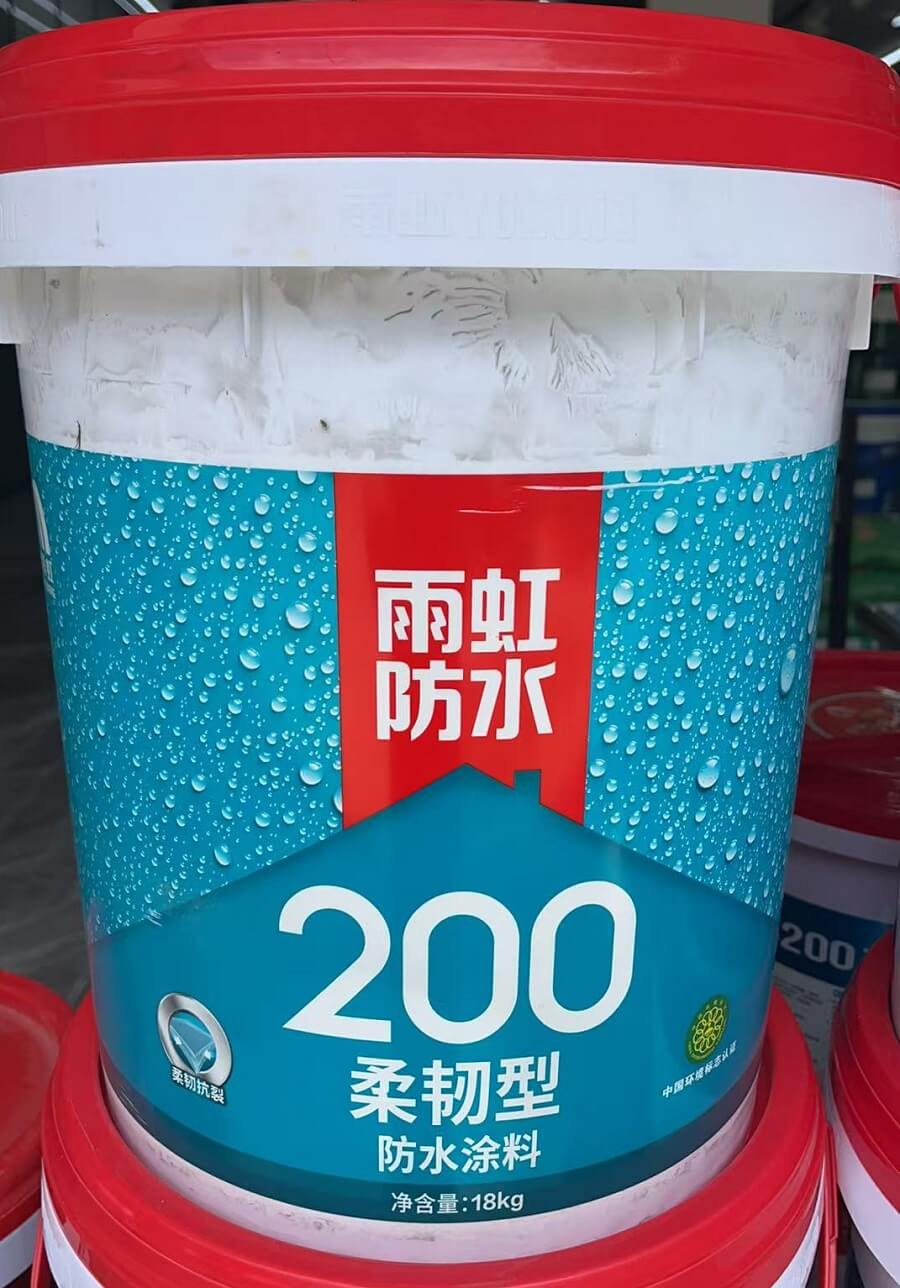 雨虹
防水
200
柔韧型
防水涂料
净含量:18kg
柔韧抗裂
中国环境标志认证
200